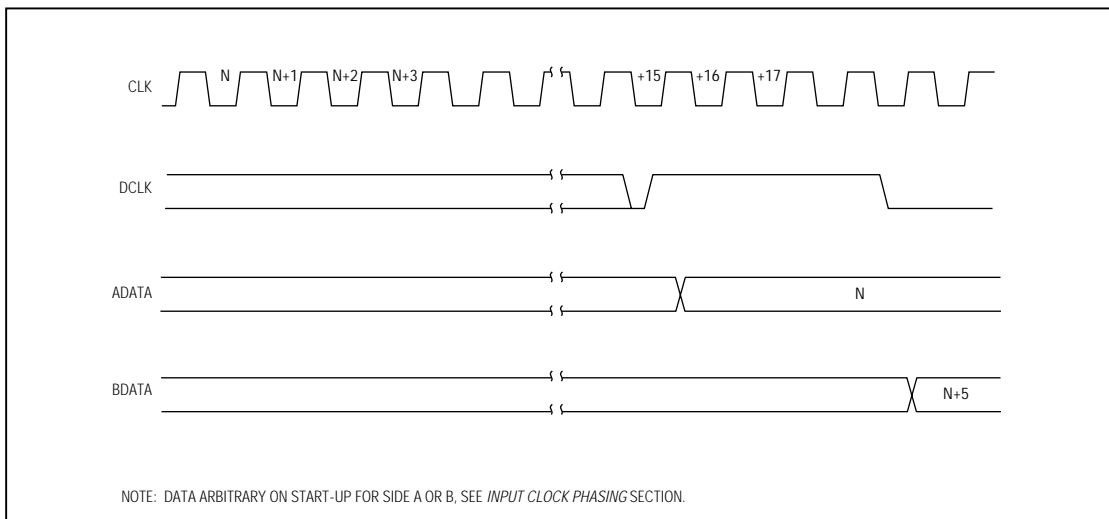 CLK N N+1 N+2 N+3 +15 +16 +17
DCLK
ADATA N
BDATA N+5
NOTE: DATA ARBITRARY ON START-UP FOR SIDE A OR B, SEE INPUT CLOCK PHASING SECTION.